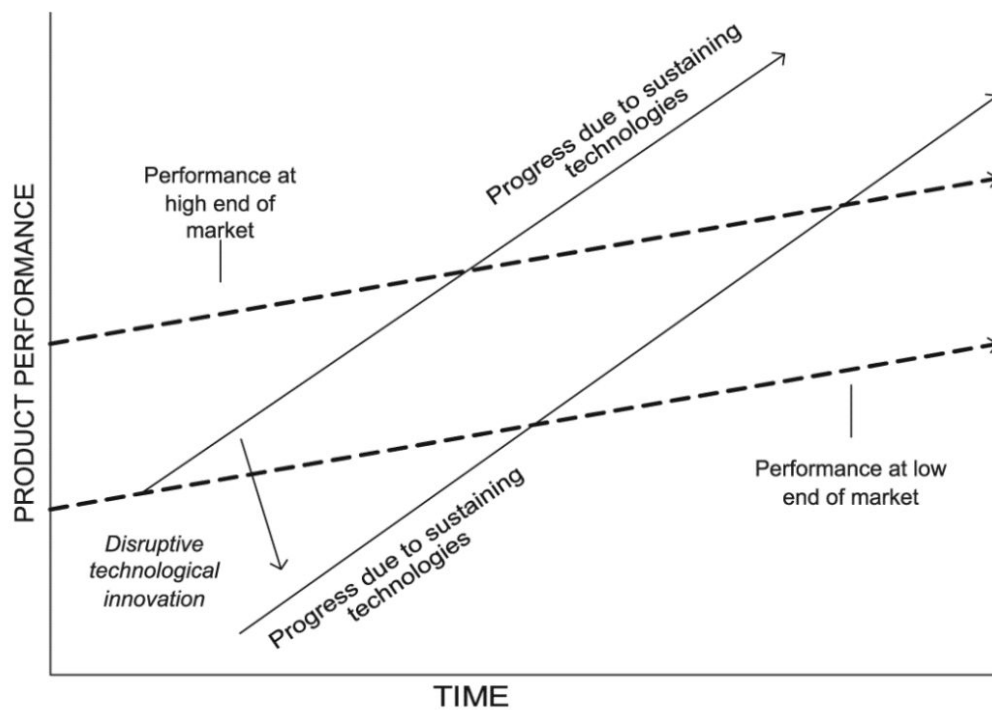 Progress due to sustaining
technologies
Performance at
high end of
market
PRODUCT PERFORMANCE
Performance at low
end of market
Disruptive
technological
innovation
Progress due to sustaining
technologies
TIME